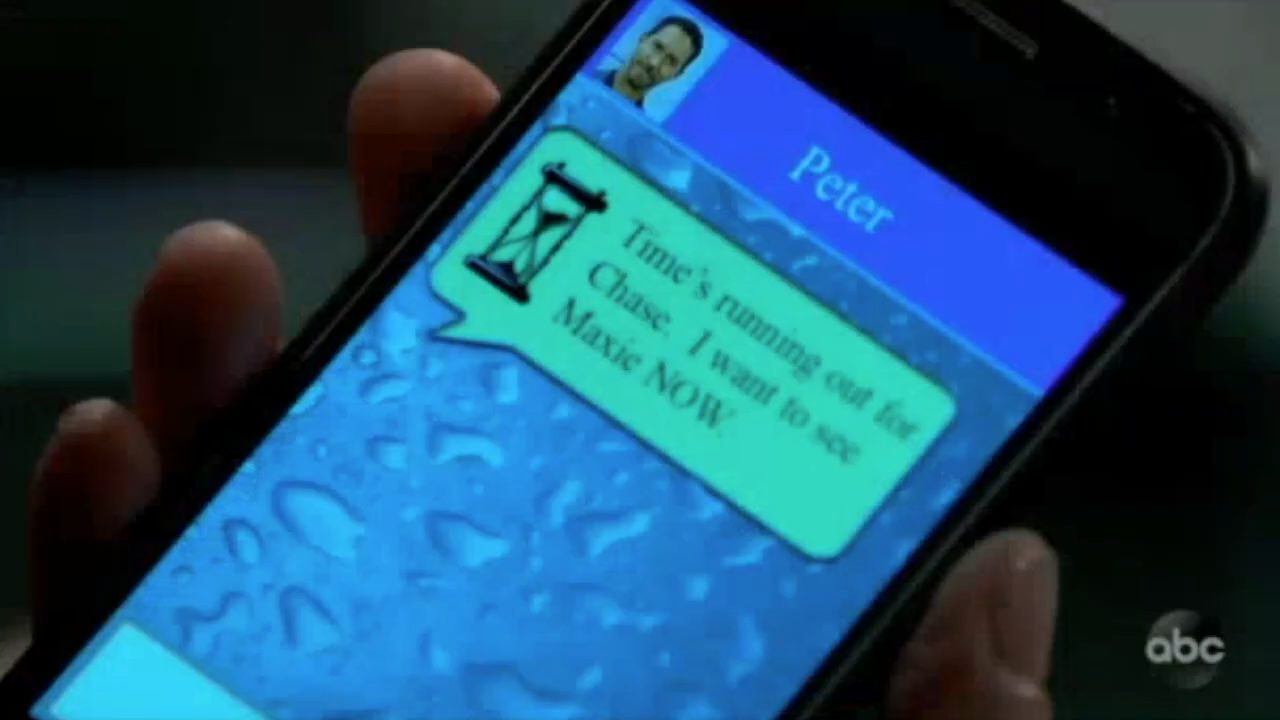 Peter
Time's running out for
Chase. I want to see
Maxie NOW.
abc